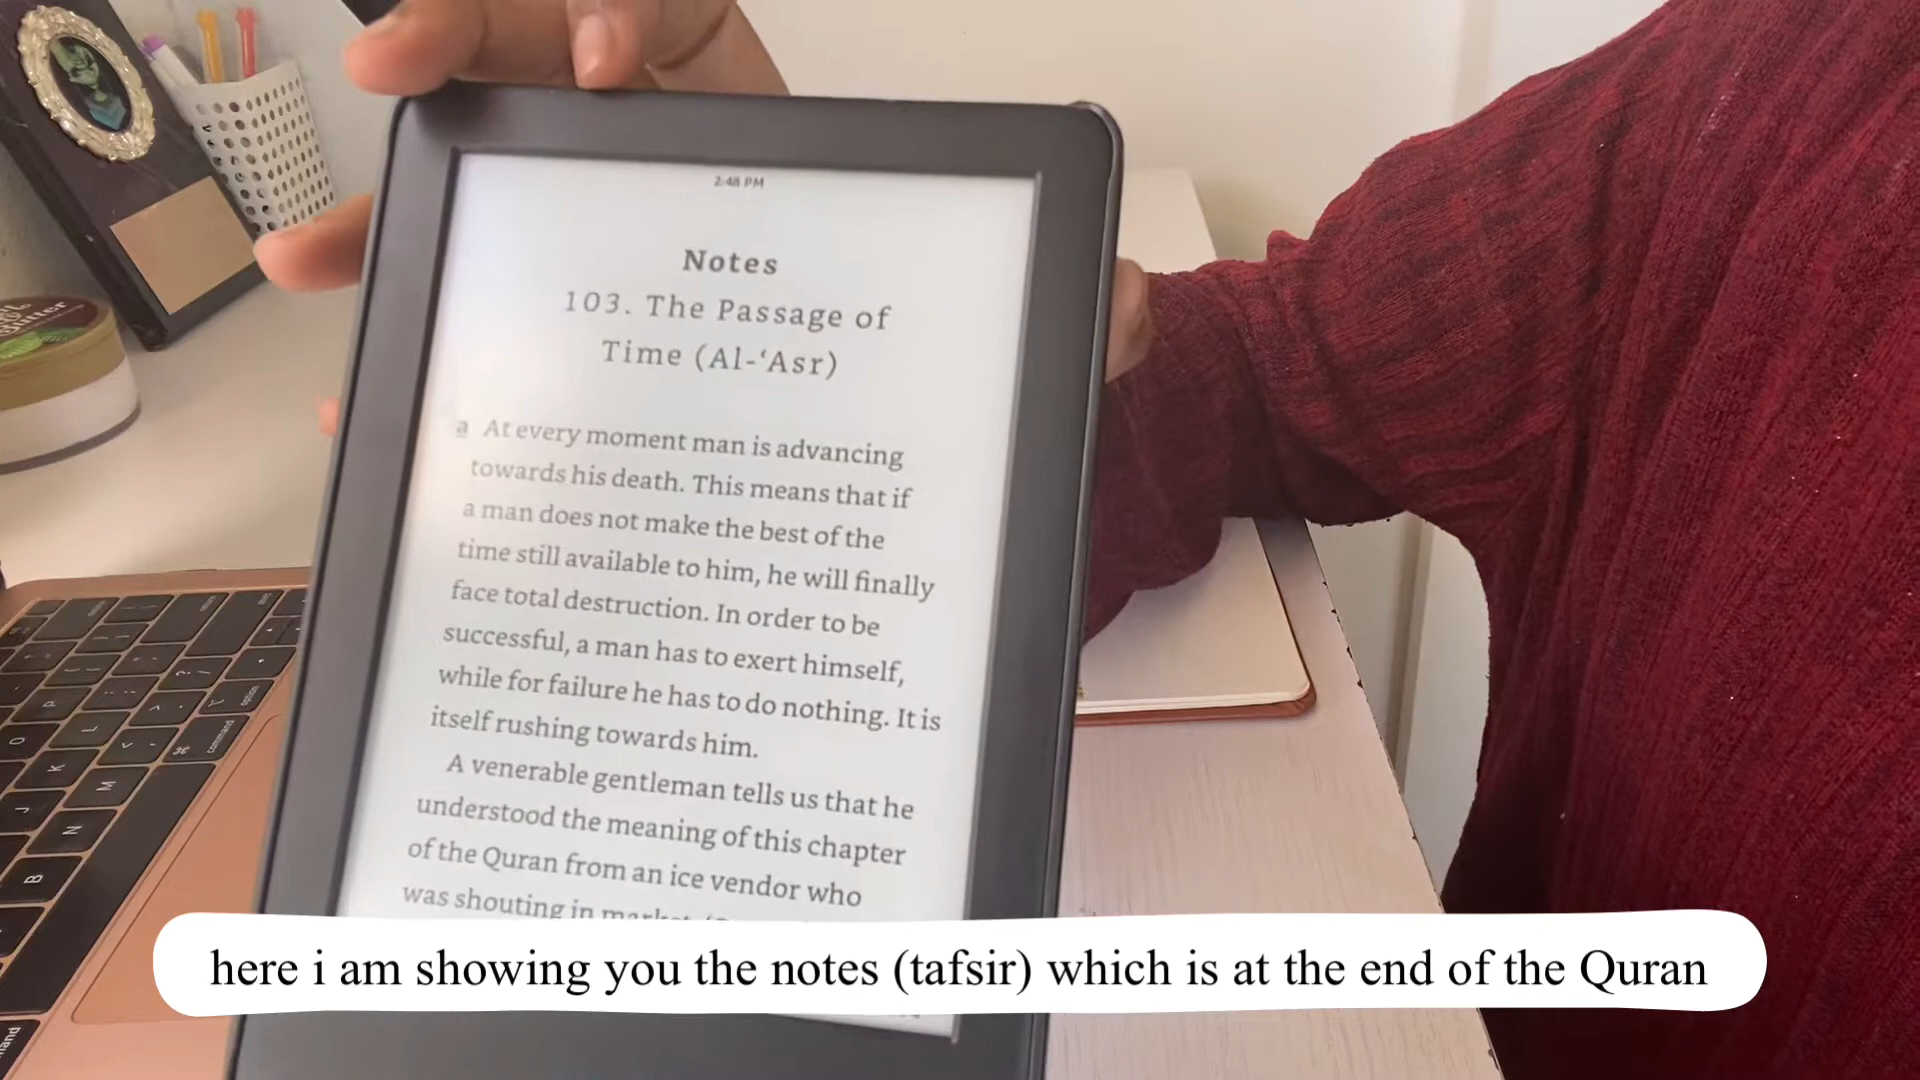 2:48 PM
Notes
103. The Passage of
Time (Al-‘Asr)
a At every moment man is advancing
towards his death. This means that if
a man does not make the best of the
time still available to him, he will finally
face total destruction. In order to be
successful, a man has to exert himself,
while for failure he has to do nothing. It is
itself rushing towards him.
A venerable gentleman tells us that he
understood the meaning of this chapter
of the Quran from an ice vendor who
was shouting in
here i am showing you the notes (tafsir) which is at the end of the Quran
option
command